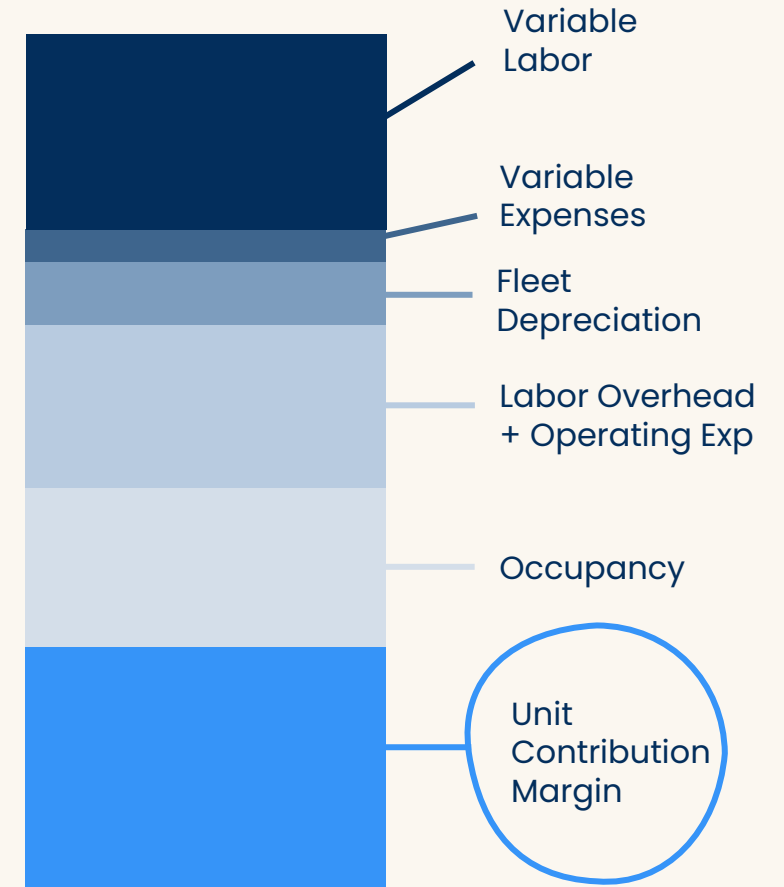 Variable
Labor
Variable
Expenses
Fleet
Depreciation
Labor Overhead
+ Operating Exp
Occupancy
Unit
Contribution
Margin